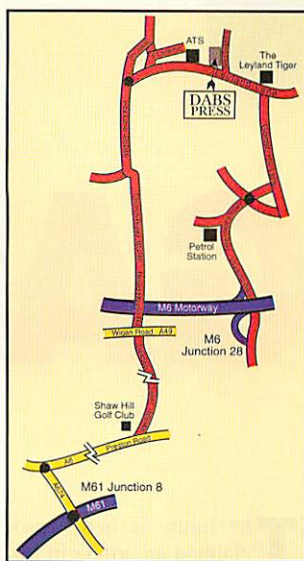 ATS
The
Leyland Tiger
DABS
PRESS
Petrol
Station
M6 Motorway
Wigan Road A49
M6
Junction 28
Shaw Hill
Golf Club
Preston Road
A6
M61 Junction 8
A674
M61